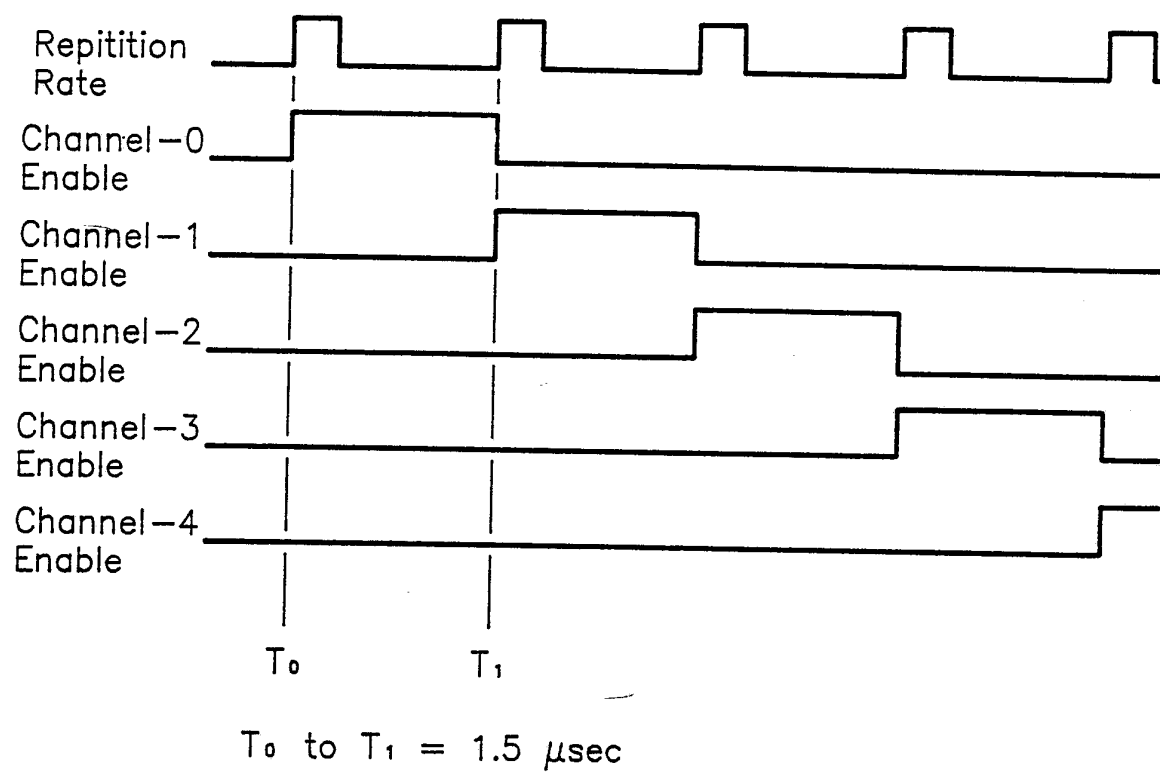 Repitition
Rate
Channel-0
Enable
Channel-1
Enable
Channel-2
Enable
Channel-3
Enable
Channel-4
Enable
T₀
T₁
T₀ to T₁ = 1.5 μsec